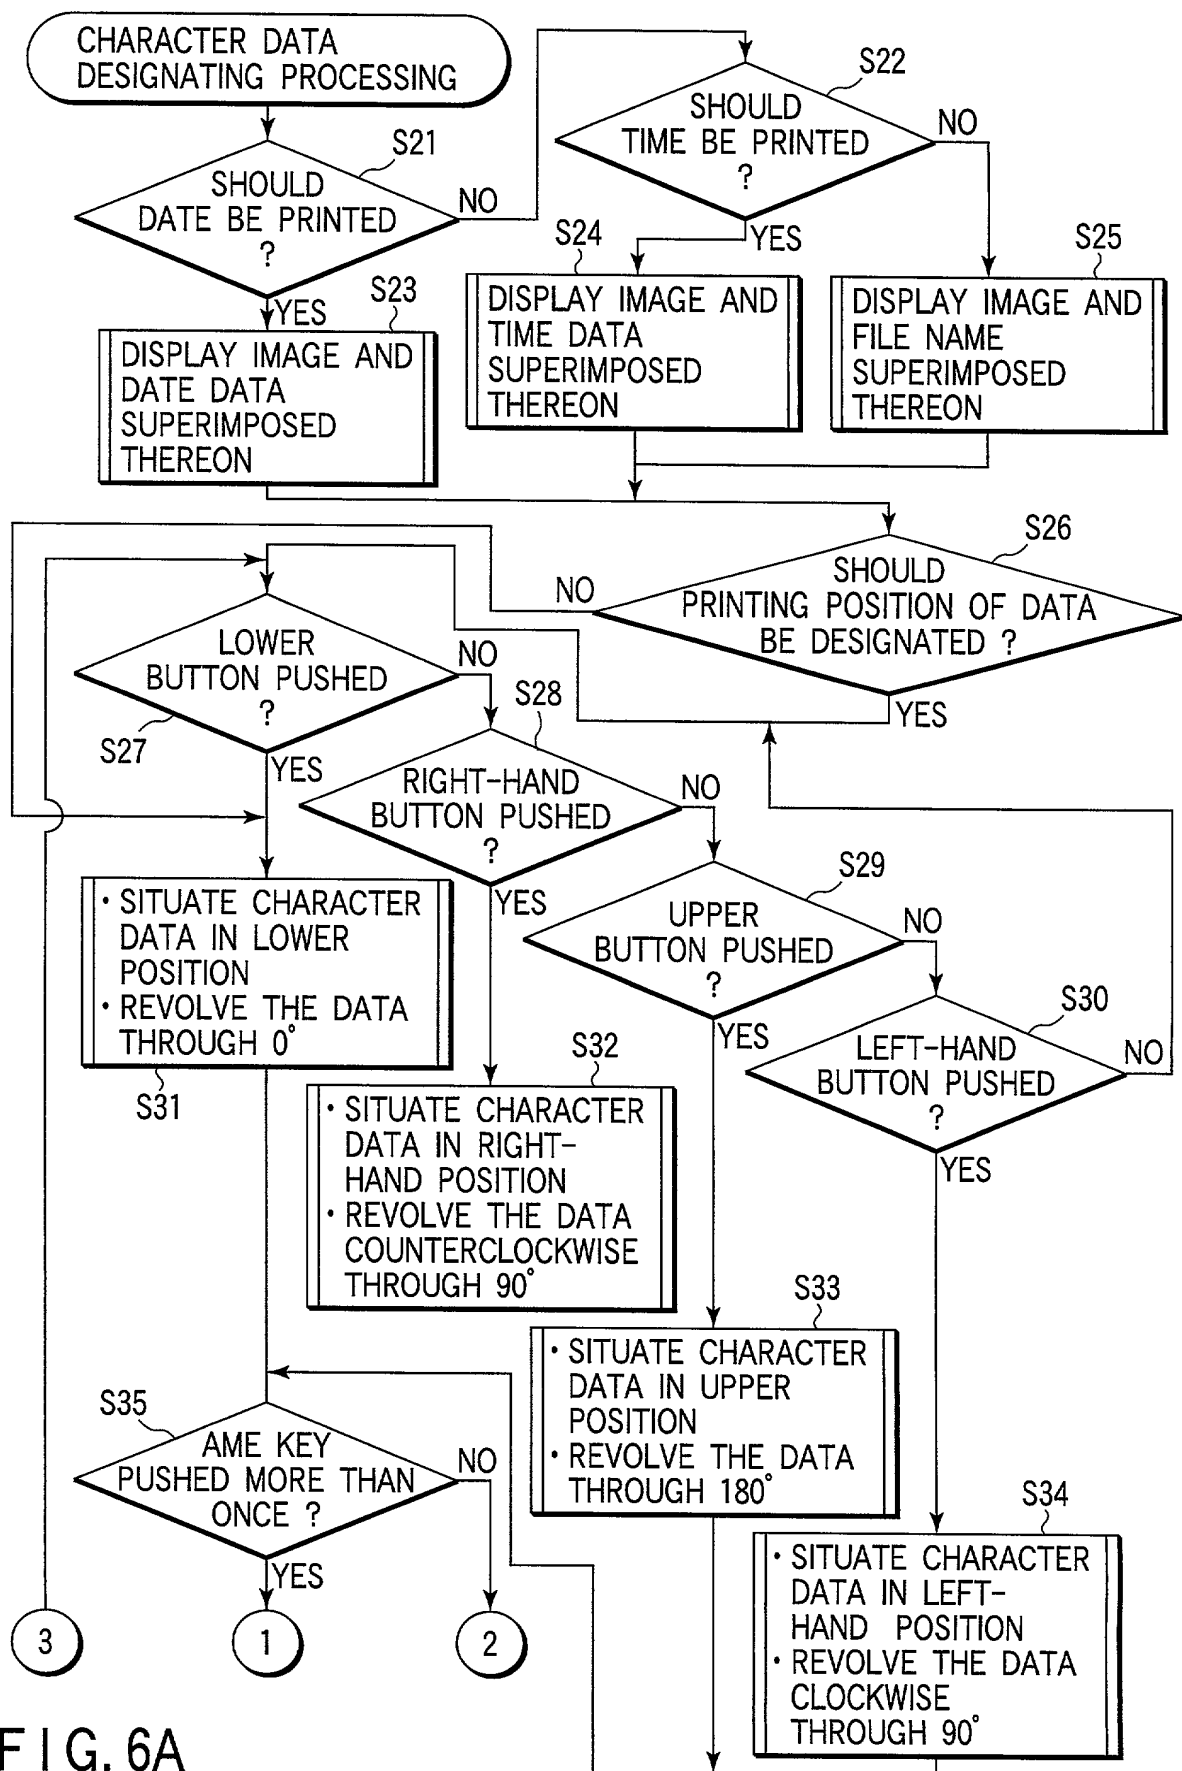 CHARACTER DATA
DESIGNATING PROCESSING
S21
SHOULD
DATE BE PRINTED
?
NO
YES
S22
SHOULD
TIME BE PRINTED
?
NO
YES
S23
DISPLAY IMAGE AND
DATE DATA
SUPERIMPOSED
THEREON
S24
DISPLAY IMAGE AND
TIME DATA
SUPERIMPOSED
THEREON
S25
DISPLAY IMAGE AND
FILE NAME
SUPERIMPOSED
THEREON
S26
SHOULD
PRINTING POSITION OF DATA
BE DESIGNATED ?
NO
YES
LOWER
BUTTON PUSHED
?
S27
NO
YES
S28
RIGHT-HAND
BUTTON PUSHED
?
NO
YES
S29
UPPER
BUTTON PUSHED
?
NO
YES
S30
LEFT-HAND
BUTTON PUSHED
?
NO
YES
・SITUATE CHARACTER
DATA IN LOWER
POSITION
・REVOLVE THE DATA
THROUGH 0°
S31
S32
・SITUATE CHARACTER
DATA IN RIGHT-
HAND POSITION
・REVOLVE THE DATA
COUNTERCLOCKWISE
THROUGH 90°
S33
・SITUATE CHARACTER
DATA IN UPPER
POSITION
・REVOLVE THE DATA
THROUGH 180°
S34
・SITUATE CHARACTER
DATA IN LEFT-
HAND POSITION
・REVOLVE THE DATA
CLOCKWISE
THROUGH 90°
S35
AME KEY
PUSHED MORE THAN
ONCE ?
NO
YES
3
1
2
FIG. 6A